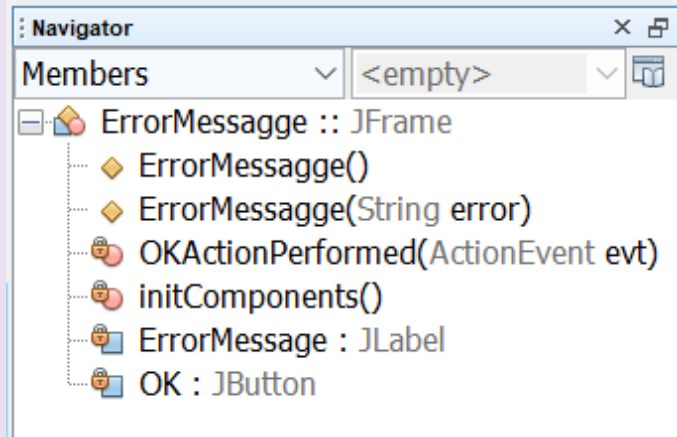 Navigator
Members <empty>
ErrorMessagge :: JFrame
ErrorMessagge()
ErrorMessagge(String error)
OKActionPerformed(ActionEvent evt)
initComponents()
ErrorMessage : JLabel
OK : JButton